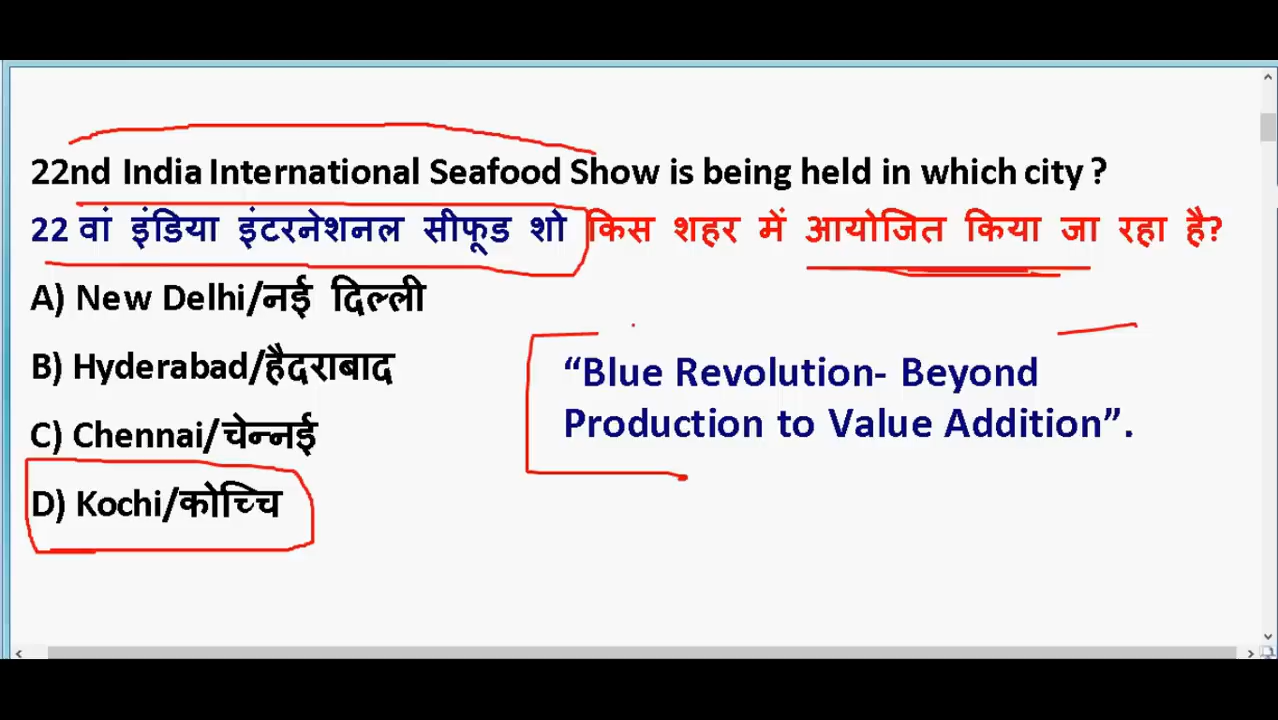 22nd India International Seafood Show is being held in which city ?
22 वां इंडिया इंटरनेशनल सीफूड शो किस शहर में आयोजित किया जा रहा है?
A) New Delhi/नई दिल्ली
B) Hyderabad/हैदराबाद
“Blue Revolution- Beyond
Production to Value Addition”.
C) Chennai/चेन्नई
D) Kochi/कोच्चि